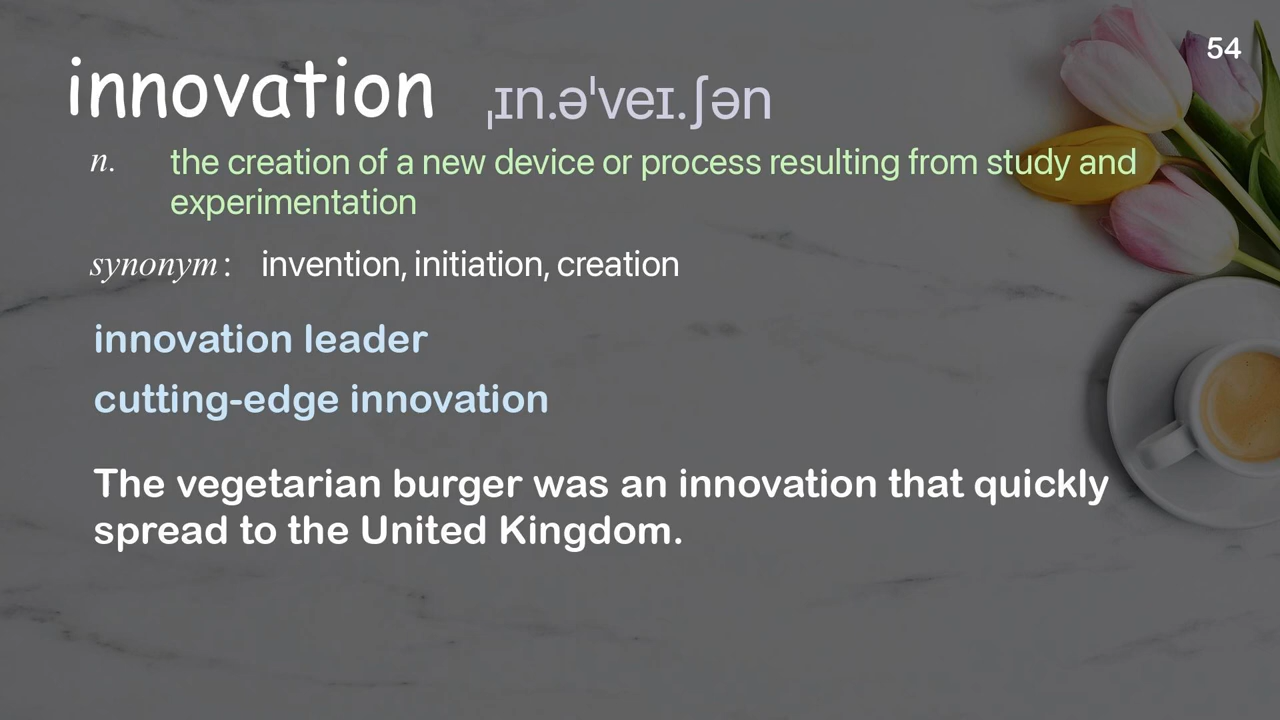 54
innovation ˌɪn.əˈveɪ.ʃən
n. the creation of a new device or process resulting from study and
experimentation
synonym: invention, initiation, creation
innovation leader
cutting-edge innovation
The vegetarian burger was an innovation that quickly
spread to the United Kingdom.